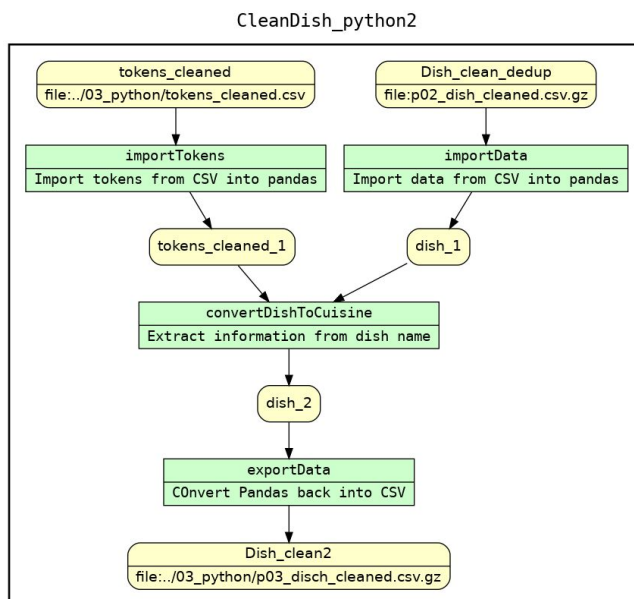 CleanDish_python2
tokens_cleaned
file:../03_python/tokens_cleaned.csv
Dish_clean_dedup
file:p02_dish_cleaned.csv.gz
importTokens
Import tokens from CSV into pandas
importData
Import data from CSV into pandas
tokens_cleaned_1
dish_1
convertDishToCuisine
Extract information from dish name
dish_2
exportData
COnvert Pandas back into CSV
Dish_clean2
file:../03_python/p03_disch_cleaned.csv.gz